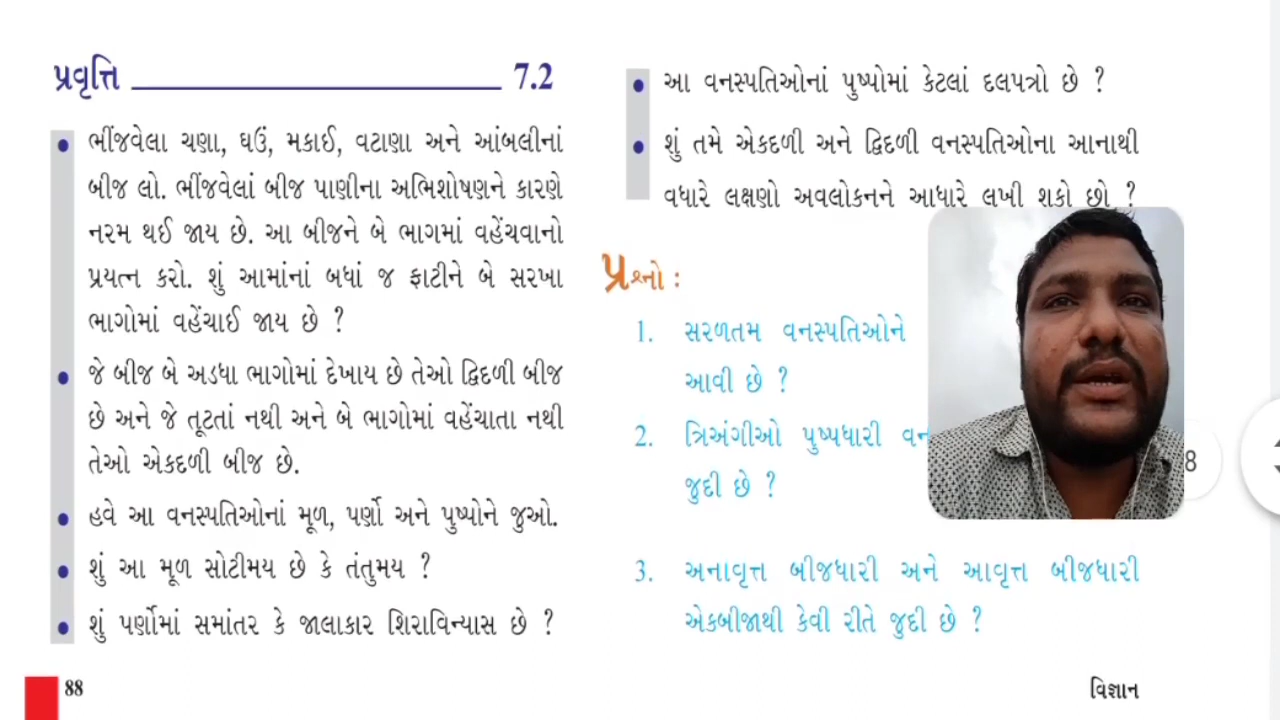 પ્રવૃત્તિ 7.2
• ભીંજવેલા ચણા, ઘઉં, મકાઈ, વટાણા અને આંબલીનાં
બીજ લો. ભીંજવેલાં બીજ પાણીના અભિશોષણને કારણે
નરમ થઈ જાય છે. આ બીજને બે ભાગમાં વહેંચવાનો
પ્રયત્ન કરો. શું આમાંનાં બધાં જ ફાટીને બે સરખા
ભાગોમાં વહેંચાઈ જાય છે ?
• જે બીજ બે અડધા ભાગોમાં દેખાય છે તેઓ દ્વિદળી બીજ
છે અને જે તૂટતાં નથી અને બે ભાગોમાં વહેંચાતા નથી
તેઓ એકદળી બીજ છે.
• હવે આ વનસ્પતિઓનાં મૂળ, પર્ણો અને પુષ્પોને જુઓ.
• શું આ મૂળ સોટીમય છે કે તંતુમય ?
• શું પર્ણોમાં સમાંતર કે જાલાકાર શિરાવિન્યાસ છે ?
88
• આ વનસ્પતિઓનાં પુષ્પોમાં કેટલાં દલપત્રો છે ?
• શું તમે એકદળી અને દ્વિદળી વનસ્પતિઓના આનાથી
વધારે લક્ષણો અવલોકનને આધારે લખી શકો છો ?
પ્રશ્નો :
1. સરળતમ વનસ્પતિઓને
આવી છે ?
2. ત્રિઅંગીઓ પુષ્પધારી
જુદી છે ?
8
3. અનાવૃત્ત બીજધારી અને આવૃત્ત બીજધારી
એકબીજાથી કેવી રીતે જુદી છે ?
વિજ્ઞાન